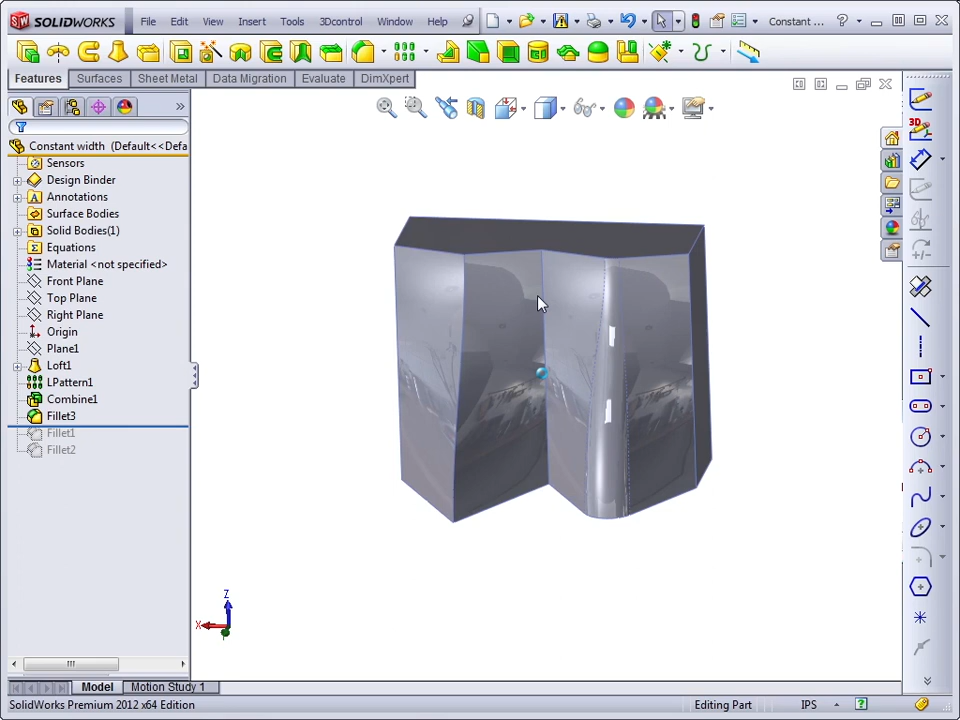 SOLIDWORKS File Edit View Insert Tools 3Dcontrol Window Help Constant ...
Features Surfaces Sheet Metal Data Migration Evaluate DimXpert
Constant width (Default<<Defa
Sensors
Design Binder
Annotations
Surface Bodies
Solid Bodies(1)
Equations
Material <not specified>
Front Plane
Top Plane
Right Plane
Origin
Plane1
Loft1
LPattern1
Combine1
Fillet3
Fillet1
Fillet2
3D
Z
X
Model Motion Study 1
SolidWorks Premium 2012 x64 Edition Editing Part IPS